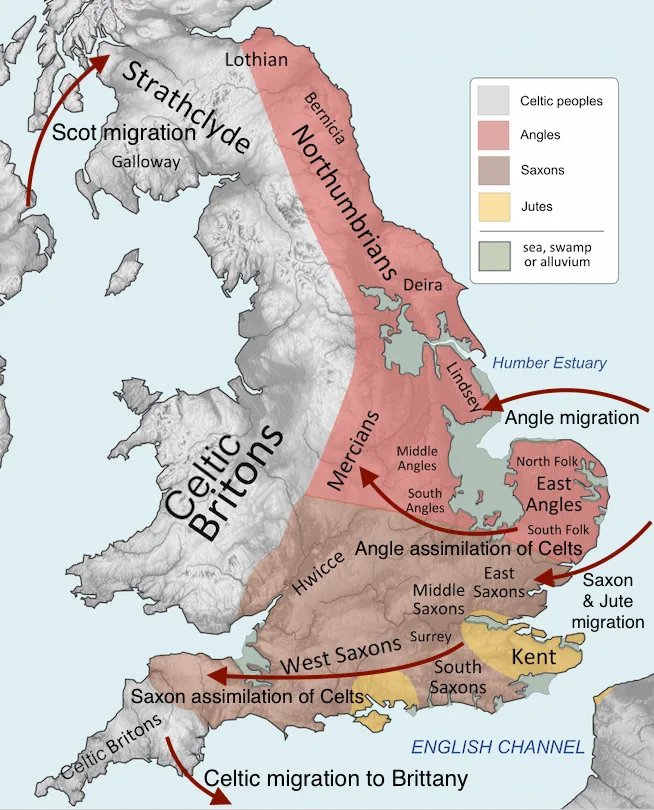 Lothian
Strathclyde
Bernicia
Scot migration
Galloway
Northumbrians
Deira
Celtic peoples
Angles
Saxons
Jutes
sea, swamp
or alluvium
Humber Estuary
Lindsey
Angle migration
Mercians
Celtic
Britons
Middle
Angles
South
Angles
North Folk
East
Angles
South Folk
Angle assimilation of Celts
Hwicce
East
Saxons
Middle
Saxons
Saxon
& Jute
migration
Surrey
West Saxons
Kent
South
Saxons
Saxon assimilation of Celts
Celtic Britons
ENGLISH CHANNEL
Celtic migration to Brittany